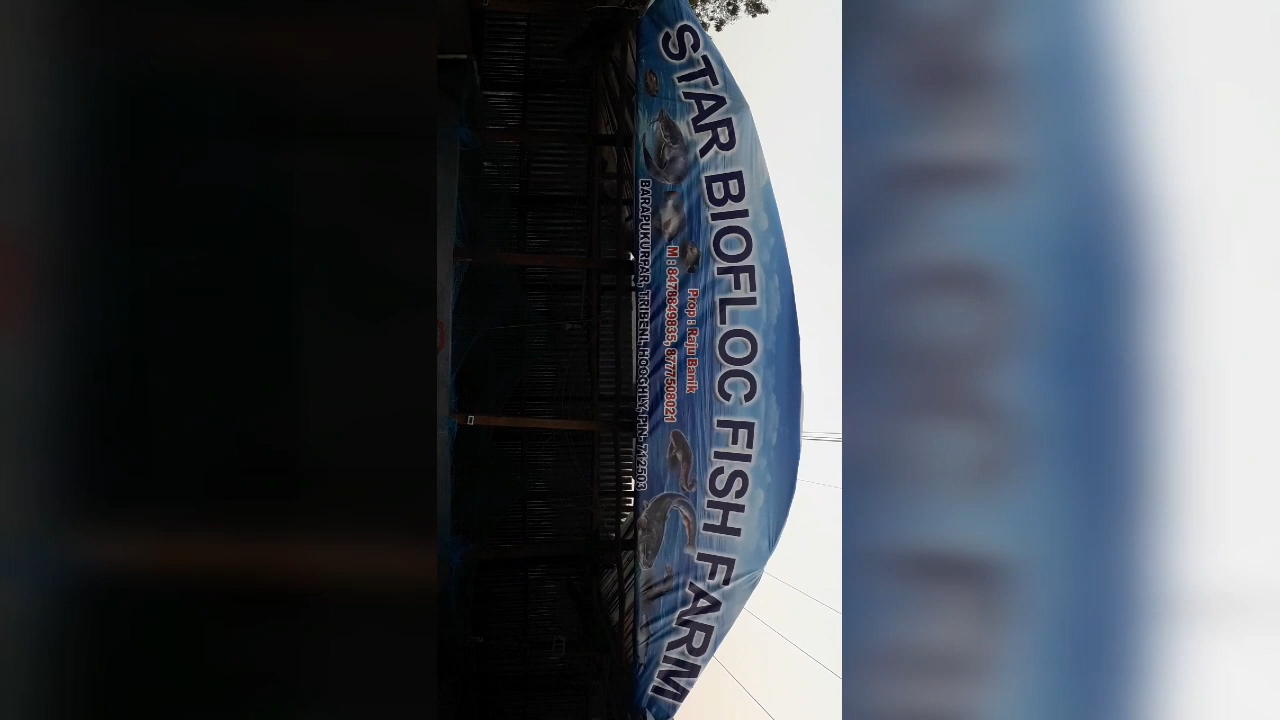 STAR BIOFLOC FISH FARM
Prop : Raju Banik
M : 8478849835, 8777508021
BARAPUKURPAR, TRIBENI, HOOGHLY, PIN-712503